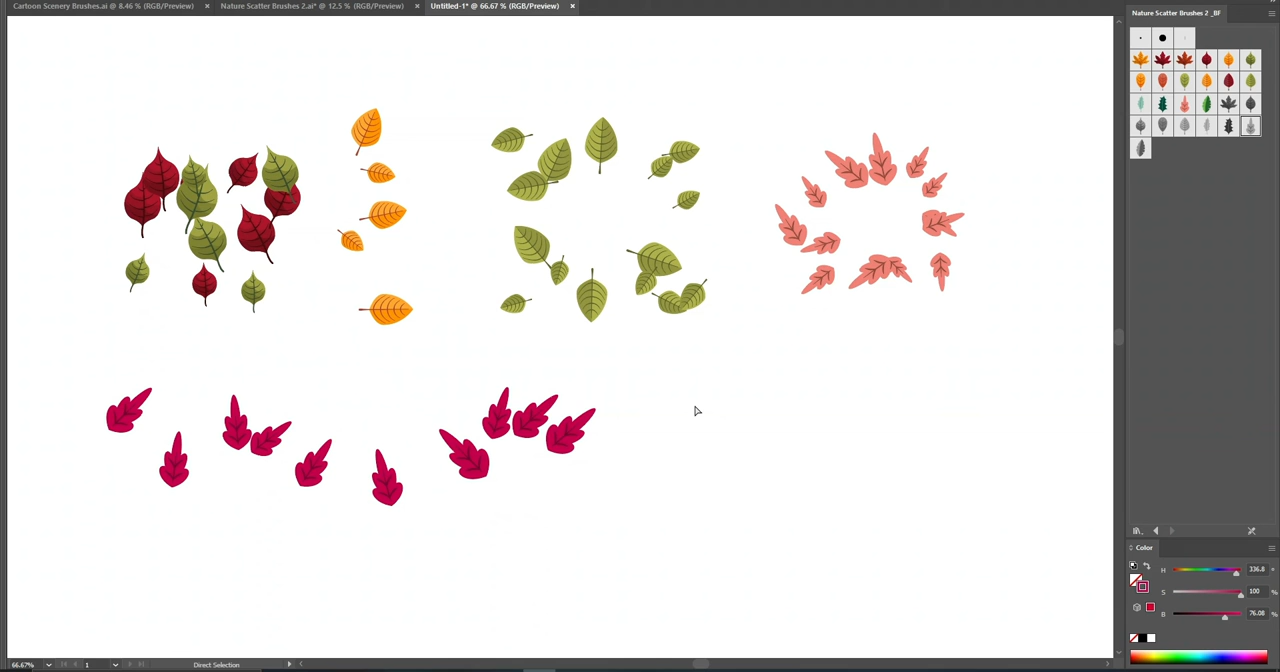 Cartoon Scenery Brushes.ai @ 8.46 % (RGB/Preview)
Nature Scatter Brushes 2.ai* @ 12.5 % (RGB/Preview)
Untitled-1* @ 66.67 % (RGB/Preview)
Nature Scatter Brushes 2 _BF
Color
H 336.8 °
S 100 %
B 76.08 %
66.67%
1
Direct Selection